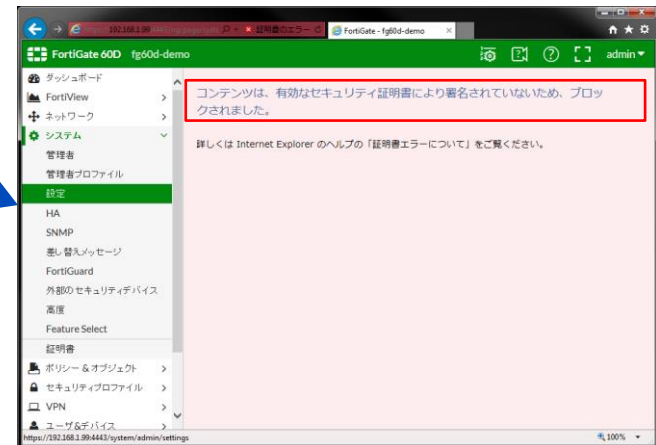 192.168.1.99
証明書のエラー
FortiGate - fg60d-demo
FortiGate 60D fg60d-demo
admin
ダッシュボード
FortiView
ネットワーク
システム
管理者
管理者プロファイル
設定
HA
SNMP
差し替えメッセージ
FortiGuard
外部のセキュリティデバイス
高度
Feature Select
証明書
ポリシー & オブジェクト
セキュリティプロファイル
VPN
ユーザ&デバイス
コンテンツは、有効なセキュリティ証明書により署名されていないため、ブロッ
クされました。
詳しくは Internet Explorer のヘルプの「証明書エラーについて」をご覧ください。
https://192.168.1.99:4443/system/admin/settings
100%